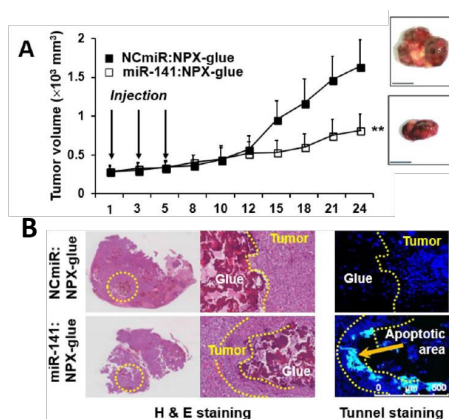 A
Tumor volume (×10³ mm³)
2
1.5
1
0.5
0
NCmiR:NPX-glue
miR-141:NPX-glue
Injection
**
1 3 5 8 10 12 15 18 21 24
B
NCmiR:
NPX-glue
miR-141:
NPX-glue
Tumor
Glue
Tumor
Glue
Tumor
Glue
Apoptotic
area
Glue
0 μm 600
H & E staining
Tunnel staining